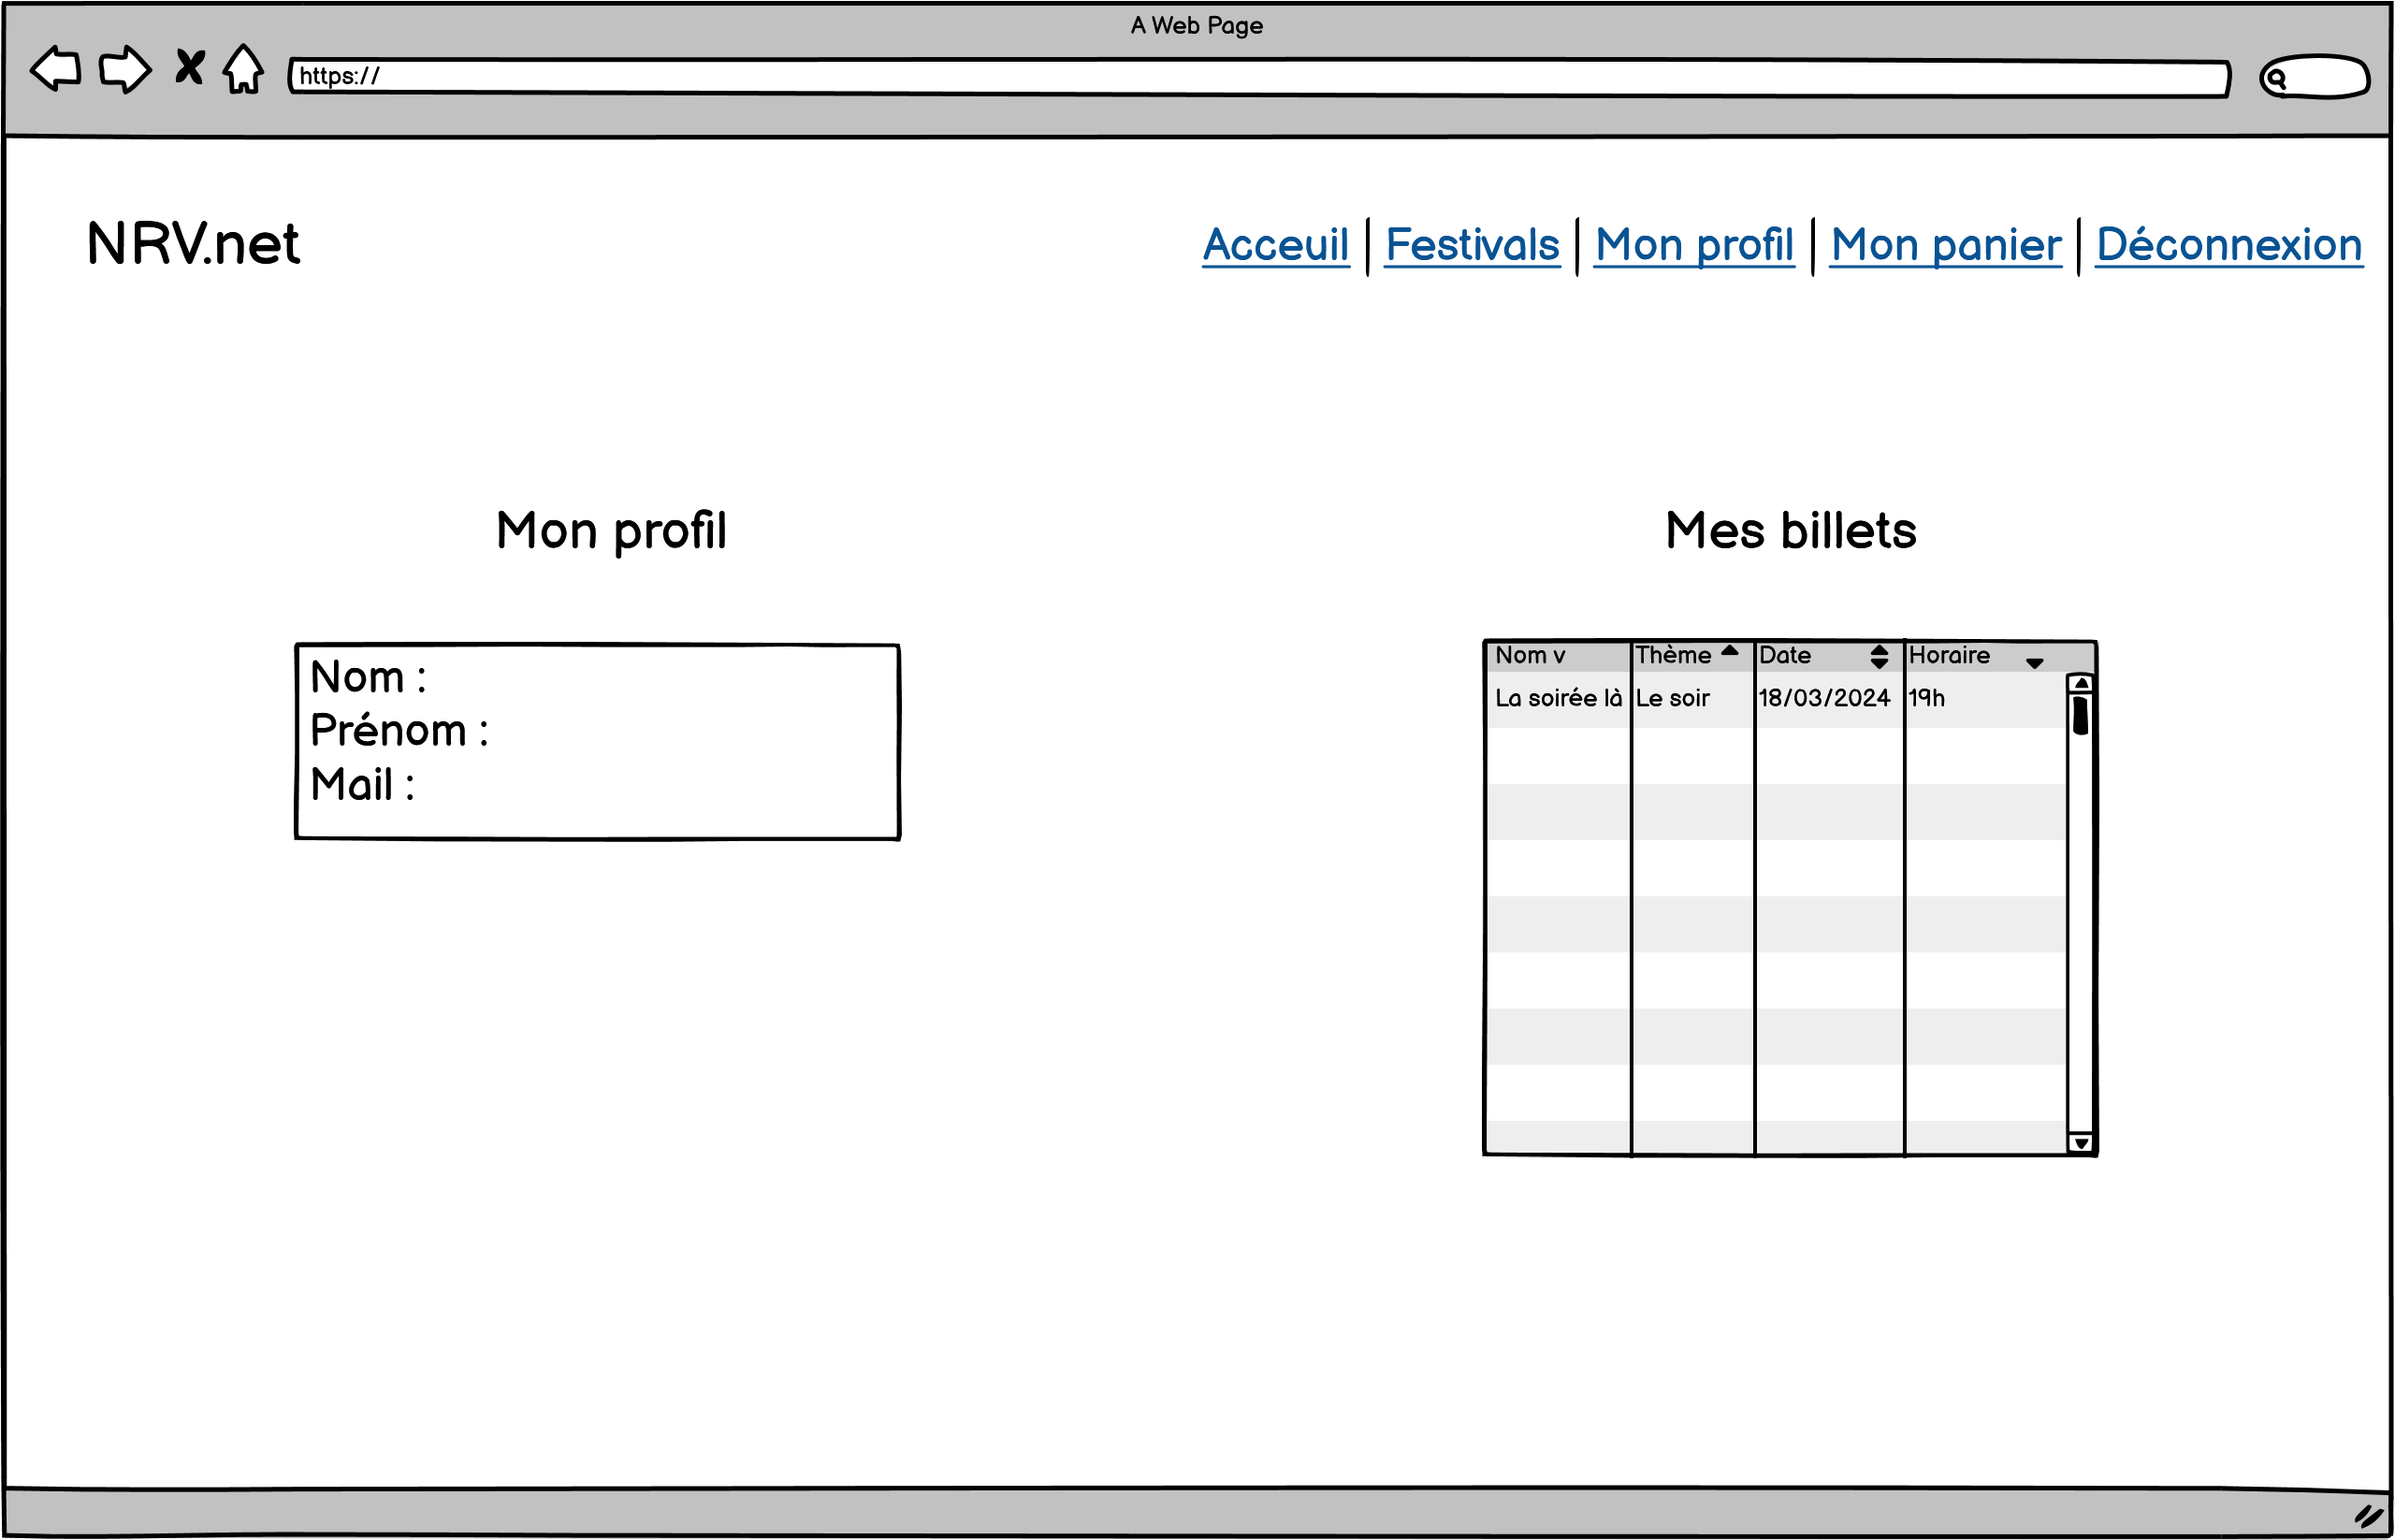 A Web Page
https://
NRV.net
Acceuil | Festivals | Mon profil | Mon panier | Déconnexion
Mon profil
Nom :
Prénom :
Mail :
Mes billets
Nom v Thème Date Horaire
La soirée là Le soir 18/03/2024 19h